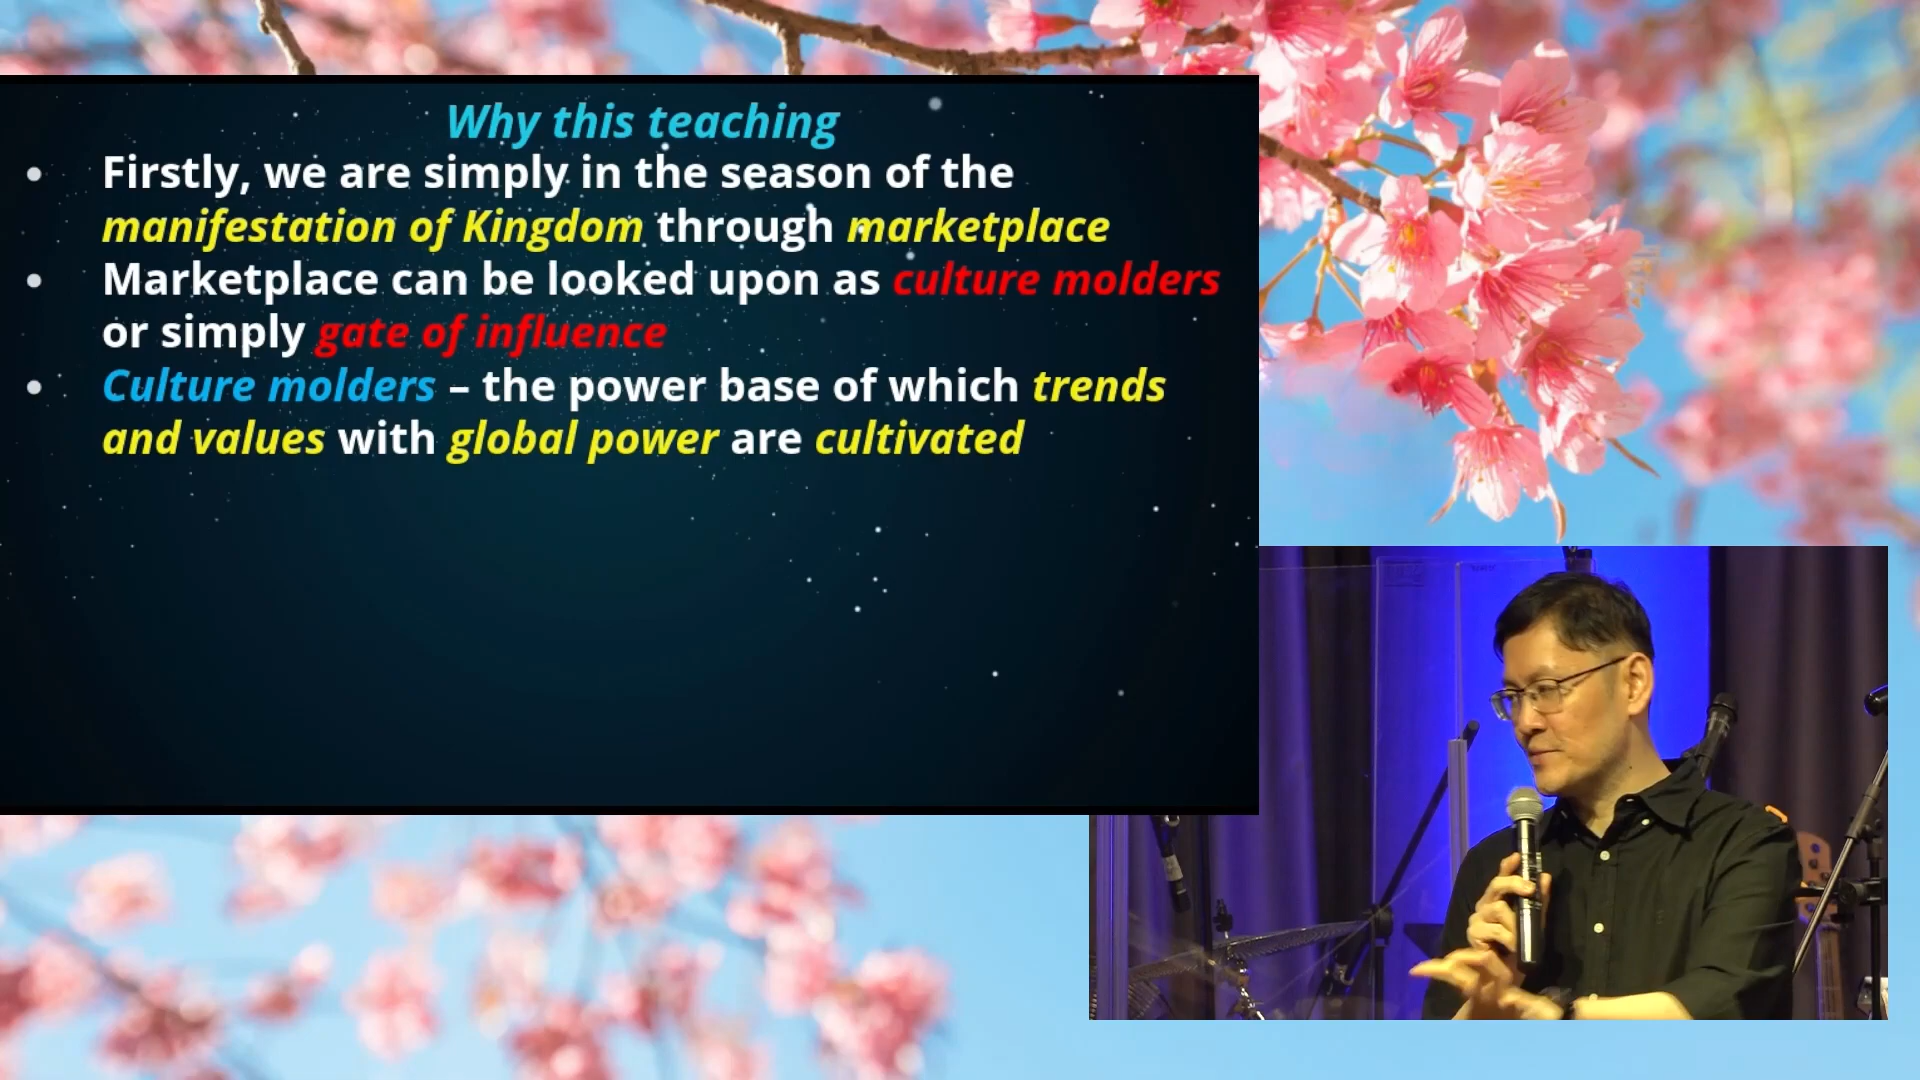 Why this teaching
• Firstly, we are simply in the season of the
manifestation of Kingdom through marketplace
• Marketplace can be looked upon as culture molders
or simply gate of influence
• Culture molders – the power base of which trends
and values with global power are cultivated